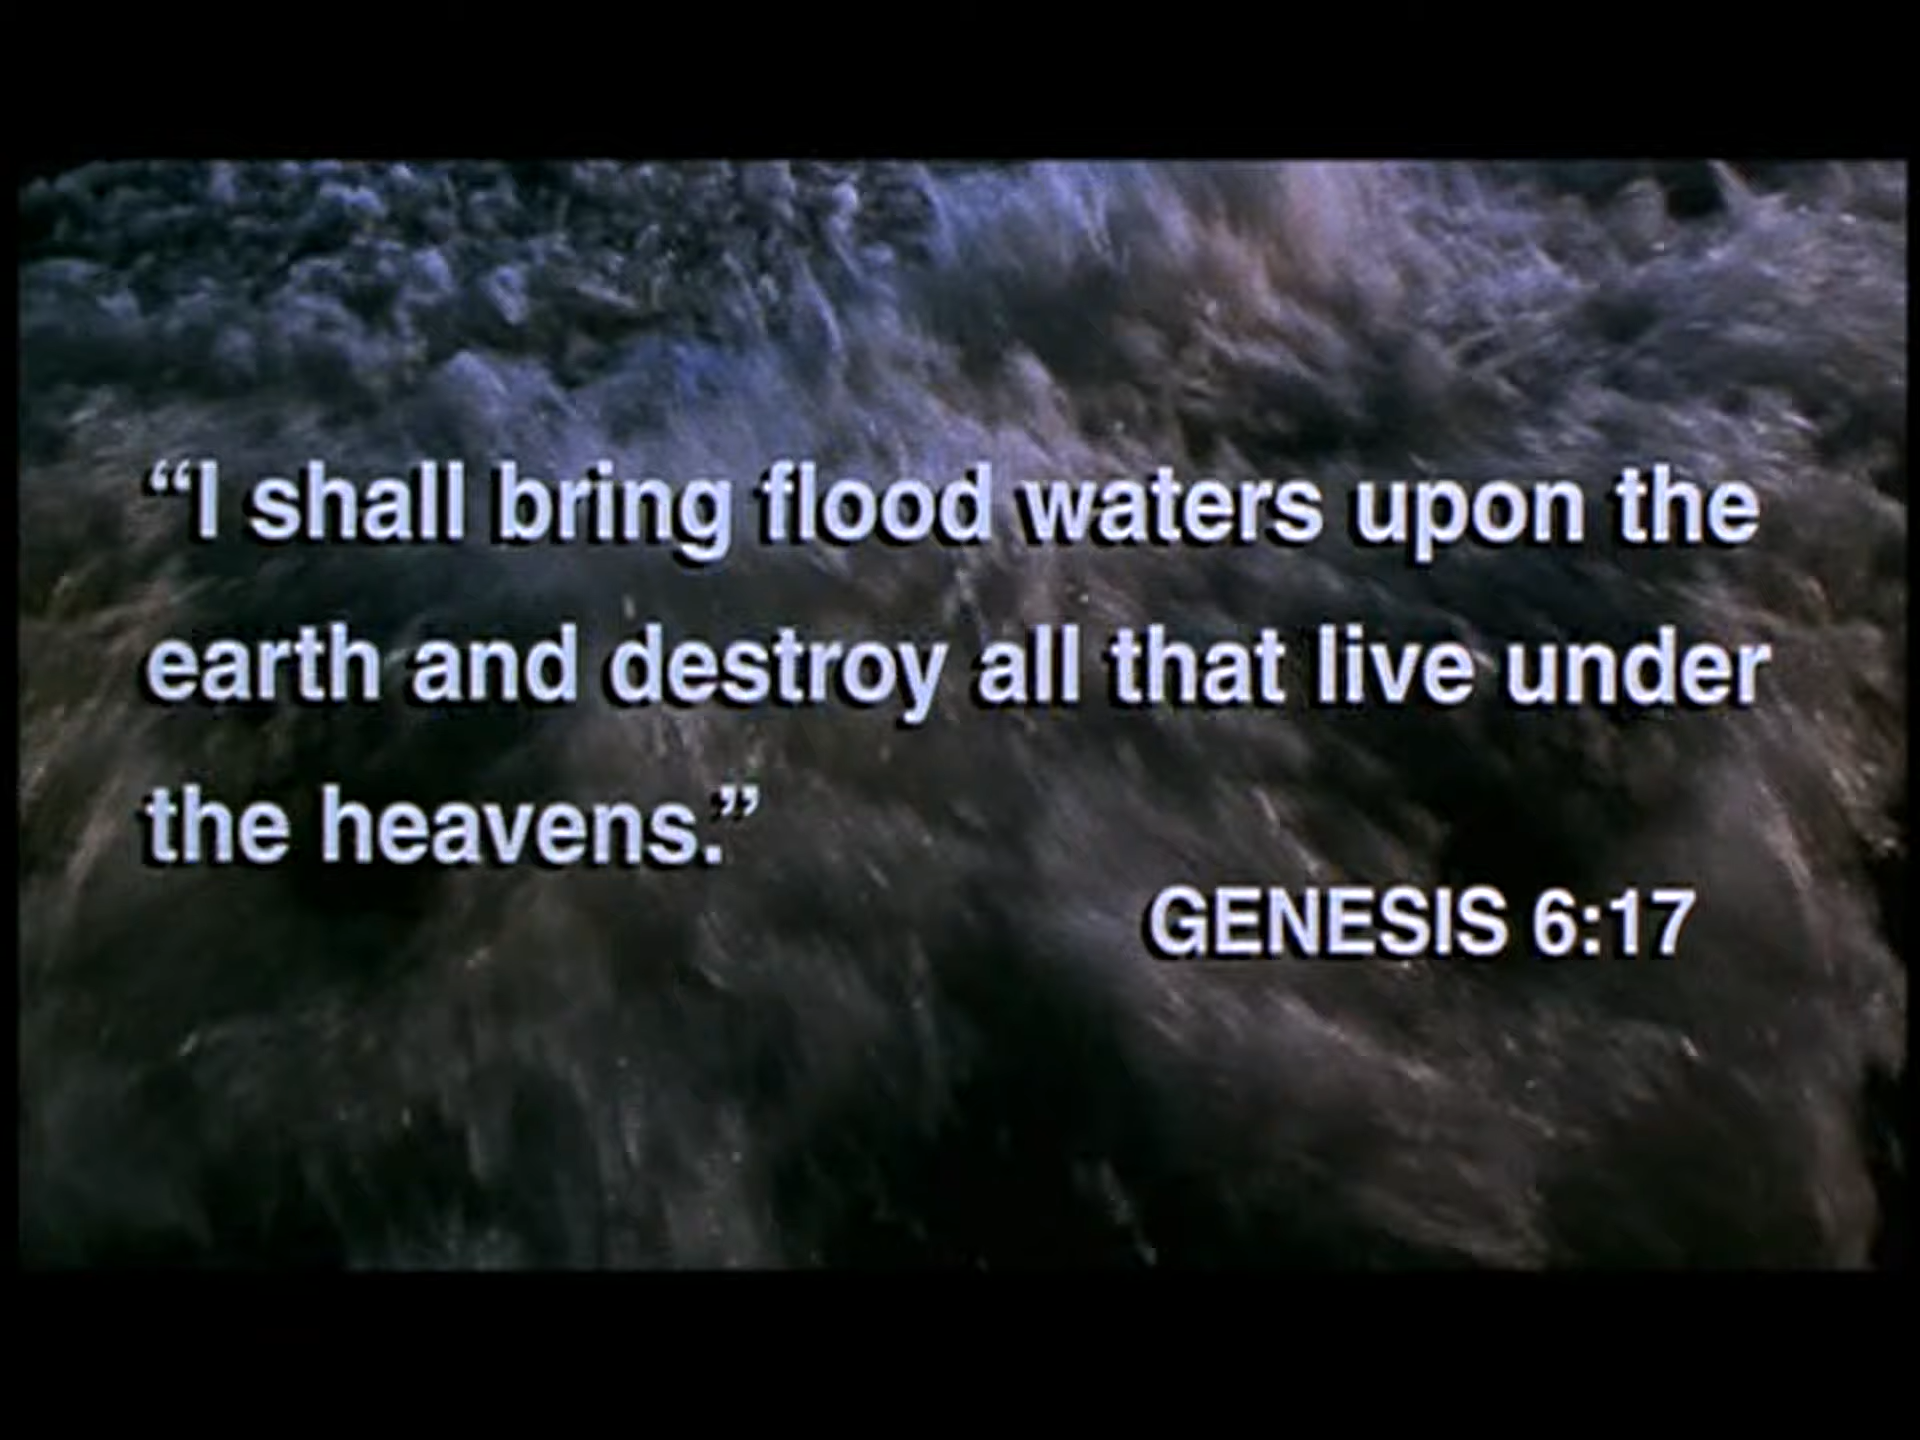 “I shall bring flood waters upon the
earth and destroy all that live under
the heavens.”
GENESIS 6:17